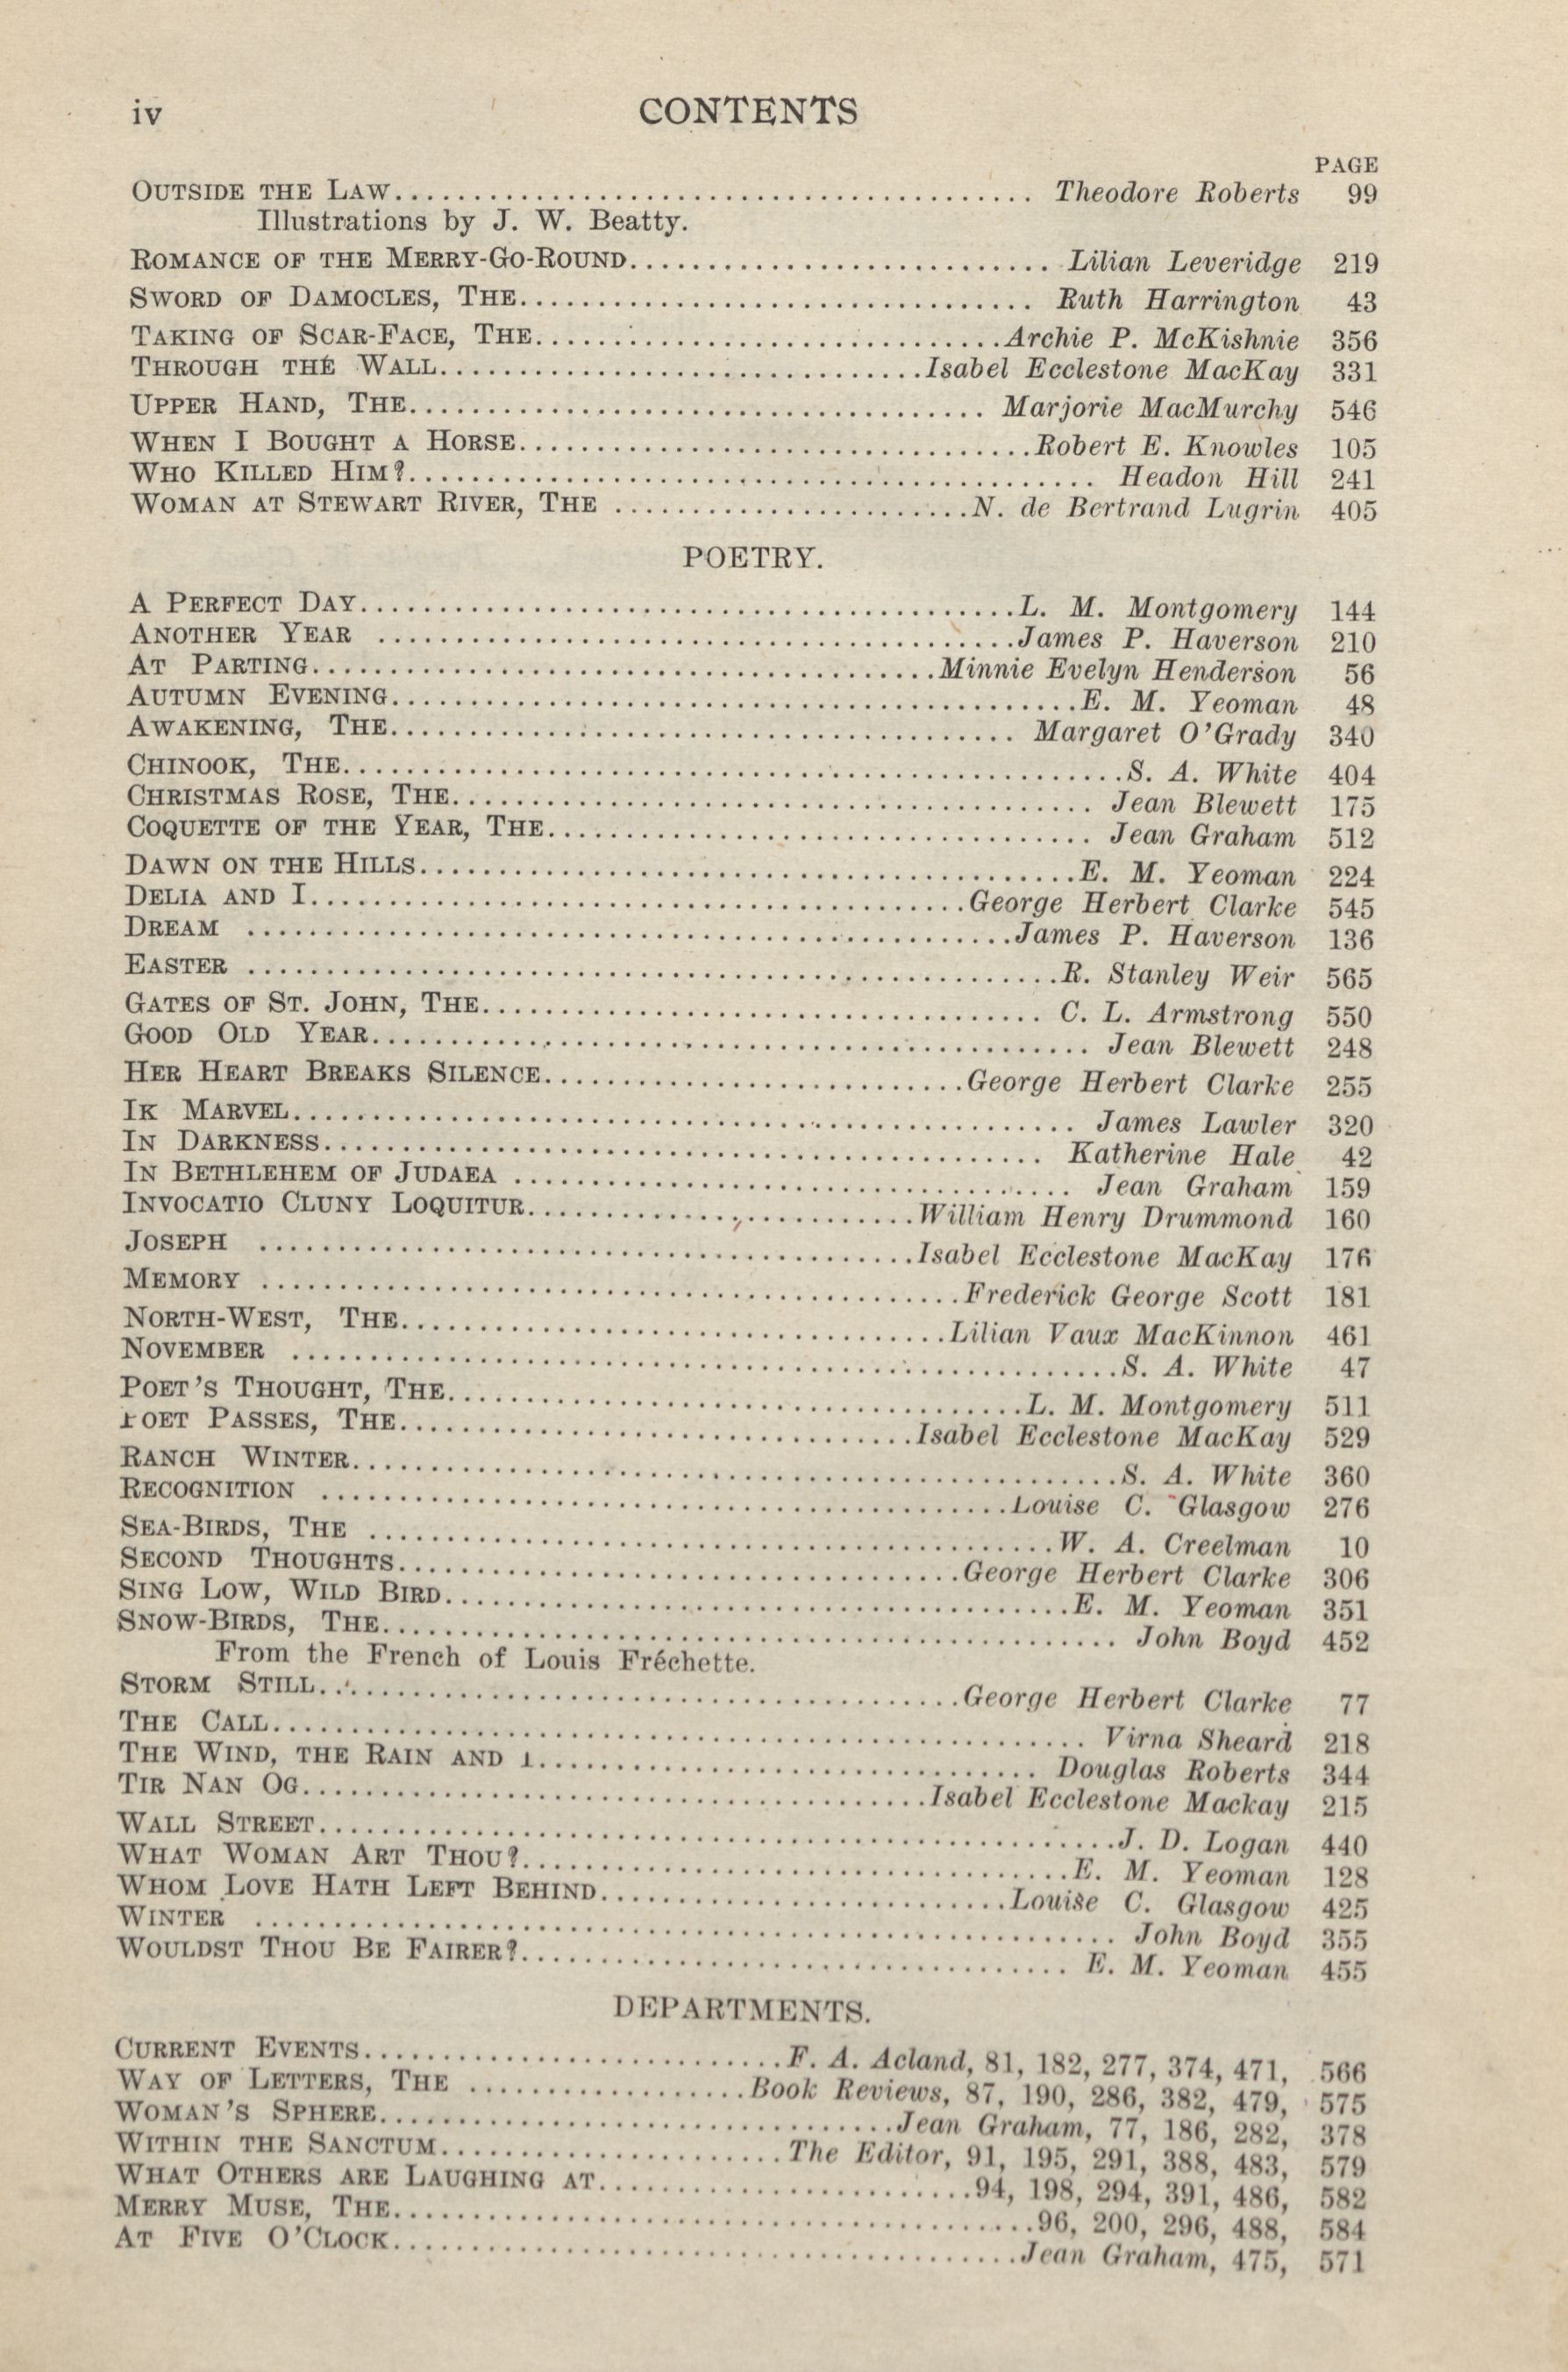 iv CONTENTS
PAGE
OUTSIDE THE LAW........................................ Theodore Roberts 99
Illustrations by J. W. Beatty.
ROMANCE OF THE MERRY-GO-ROUND........................... Lilian Leveridge 219
SWORD OF DAMOCLES, THE................................. Ruth Harrington 43
TAKING OF SCAR-FACE, THE..............................Archie P. McKishnie 356
THROUGH THE WALL...............................Isabel Ecclestone MacKay 331
UPPER HAND, THE..................................... Marjorie MacMurchy 546
WHEN I BOUGHT A HORSE.................................Robert E. Knowles 105
WHO KILLED HIM?............................................ Headon Hill 241
WOMAN AT STEWART RIVER, THE .......................N. de Bertrand Lugrin 405
POETRY.
A PERFECT DAY..........................................L. M. Montgomery 144
ANOTHER YEAR .........................................James P. Haverson 210
AT PARTING........................................Minnie Evelyn Henderson 56
AUTUMN EVENING............................................E. M. Yeoman 48
AWAKENING, THE........................................ Margaret O'Grady 340
CHINOOK, THE..................................................S. A. White 404
CHRISTMAS ROSE, THE......................................... Jean Blewett 175
COQUETTE OF THE YEAR, THE................................... Jean Graham 512
DAWN ON THE HILLS..........................................E. M. Yeoman 224
DELIA AND I..........................................George Herbert Clarke 545
DREAM .................................................James P. Haverson 136
EASTER ....................................................R. Stanley Weir 565
GATES OF ST. JOHN, THE.................................... C. L. Armstrong 550
GOOD OLD YEAR.............................................. Jean Blewett 248
HER HEART BREAKS SILENCE...........................George Herbert Clarke 255
IK MARVEL.................................................. James Lawler 320
IN DARKNESS.............................................. Katherine Hale 42
IN BETHLEHEM OF JUDAEA .................................... Jean Graham 159
INVOCATIO CLUNY LOQUITUR.........................William Henry Drummond 160
JOSEPH ..........................................Isabel Ecclestone MacKay 176
MEMORY .............................................Frederick George Scott 181
NORTH-WEST, THE...................................Lilian Vaux MacKinnon 461
NOVEMBER .....................................................S. A. White 47
POET'S THOUGHT, THE.....................................L. M. Montgomery 511
POET PASSES, THE.................................Isabel Ecclestone MacKay 529
RANCH WINTER.................................................S. A. White 360
RECOGNITION ............................................Louise C. Glasgow 276
SEA-BIRDS, THE ............................................W. A. Creelman 10
SECOND THOUGHTS....................................George Herbert Clarke 306
SING LOW, WILD BIRD........................................E. M. Yeoman 351
SNOW-BIRDS, THE............................................... John Boyd 452
From the French of Louis Fréchette.
STORM STILL.........................................George Herbert Clarke 77
THE CALL.................................................... Virna Sheard 218
THE WIND, THE RAIN AND I................................ Douglas Roberts 344
TIR NAN OG........................................Isabel Ecclestone Mackay 215
WALL STREET..................................................J. D. Logan 440
WHAT WOMAN ART THOU?...................................E. M. Yeoman 128
WHOM LOVE HATH LEFT BEHIND..........................Louise C. Glasgow 425
WINTER ....................................................... John Boyd 355
WOULDST THOU BE FAIRER?................................... E. M. Yeoman 455
DEPARTMENTS.
CURRENT EVENTS...........................F. A. Acland, 81, 182, 277, 374, 471, 566
WAY OF LETTERS, THE ..................Book Reviews, 87, 190, 286, 382, 479, 575
WOMAN'S SPHERE.................................Jean Graham, 77, 186, 282, 378
WITHIN THE SANCTUM......................The Editor, 91, 195, 291, 388, 483, 579
WHAT OTHERS ARE LAUGHING AT........................94, 198, 294, 391, 486, 582
MERRY MUSE, THE.........................................96, 200, 296, 488, 584
AT FIVE O'CLOCK........................................Jean Graham, 475, 571